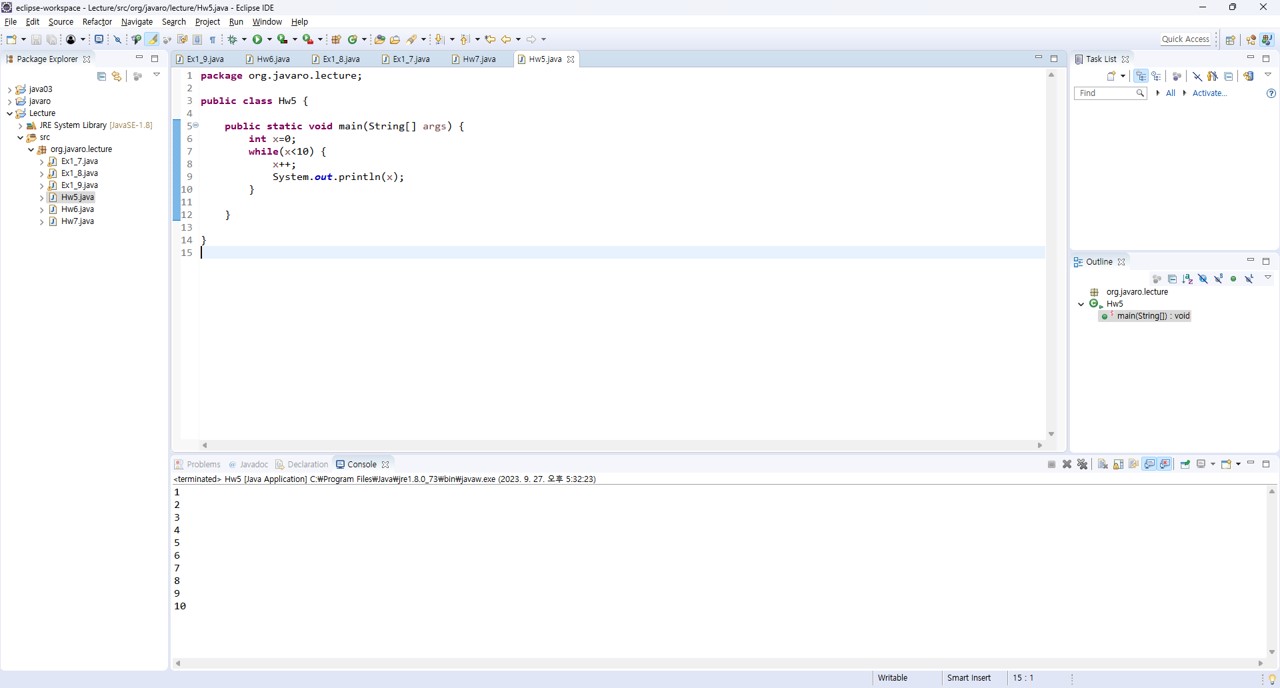 eclipse-workspace - Lecture/src/org/javaro/lecture/Hw5.java - Eclipse IDE
File Edit Source Refactor Navigate Search Project Run Window Help
Quick Access
Package Explorer
java03
javaro
Lecture
JRE System Library [JavaSE-1.8]
src
org.javaro.lecture
Ex1_7.java
Ex1_8.java
Ex1_9.java
Hw5.java
Hw6.java
Hw7.java
Ex1_9.java Hw6.java Ex1_8.java Ex1_7.java Hw7.java Hw5.java
1 package org.javaro.lecture;
2
3 public class Hw5 {
4
5 public static void main(String[] args) {
6 int x=0;
7 while(x<10) {
8 x++;
9 System.out.println(x);
10 }
11
12 }
13
14 }
15
Task List
Find All Activate...
Outline
org.javaro.lecture
Hw5
main(String[]) : void
Problems Javadoc Declaration Console
<terminated> Hw5 [Java Application] C:₩Program Files₩Java₩jre1.8.0_73₩bin₩javaw.exe (2023. 9. 27. 오후 5:32:23)
1
2
3
4
5
6
7
8
9
10
Writable Smart Insert 15 : 1